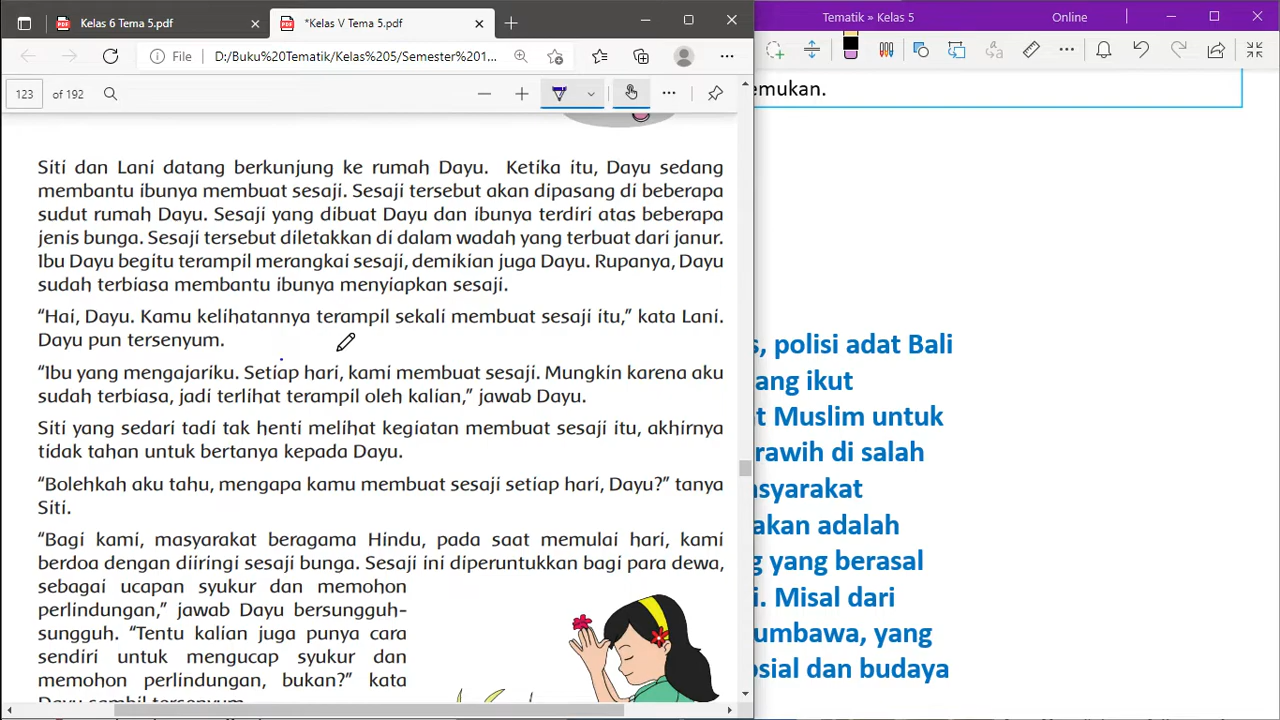 Kelas 6 Tema 5.pdf
*Kelas V Tema 5.pdf
Tematik » Kelas 5
Online
File
D:/Buku%20Tematik/Kelas%205/Semester%201...
123 of 192
emukan.
Siti dan Lani datang berkunjung ke rumah Dayu. Ketika itu, Dayu sedang
membantu ibunya membuat sesaji. Sesaji tersebut akan dipasang di beberapa
sudut rumah Dayu. Sesaji yang dibuat Dayu dan ibunya terdiri atas beberapa
jenis bunga. Sesaji tersebut diletakkan di dalam wadah yang terbuat dari janur.
Ibu Dayu begitu terampil merangkai sesaji, demikian juga Dayu. Rupanya, Dayu
sudah terbiasa membantu ibunya menyiapkan sesaji.
“Hai, Dayu. Kamu kelihatannya terampil sekali membuat sesaji itu,” kata Lani.
Dayu pun tersenyum.
“Ibu yang mengajariku. Setiap hari, kami membuat sesaji. Mungkin karena aku
sudah terbiasa, jadi terlihat terampil oleh kalian,” jawab Dayu.
Siti yang sedari tadi tak henti melihat kegiatan membuat sesaji itu, akhirnya
tidak tahan untuk bertanya kepada Dayu.
“Bolehkah aku tahu, mengapa kamu membuat sesaji setiap hari, Dayu?” tanya
Siti.
“Bagi kami, masyarakat beragama Hindu, pada saat memulai hari, kami
berdoa dengan diiringi sesaji bunga. Sesaji ini diperuntukkan bagi para dewa,
sebagai ucapan syukur dan memohon
perlindungan,” jawab Dayu bersungguh-
sungguh. “Tentu kalian juga punya cara
sendiri untuk mengucap syukur dan
memohon perlindungan, bukan?” kata
Dayu sambil tersenyum.
s, polisi adat Bali
ang ikut
at Muslim untuk
rawih di salah
asyarakat
akan adalah
g yang berasal
i. Misal dari
umbawa, yang
osial dan budaya